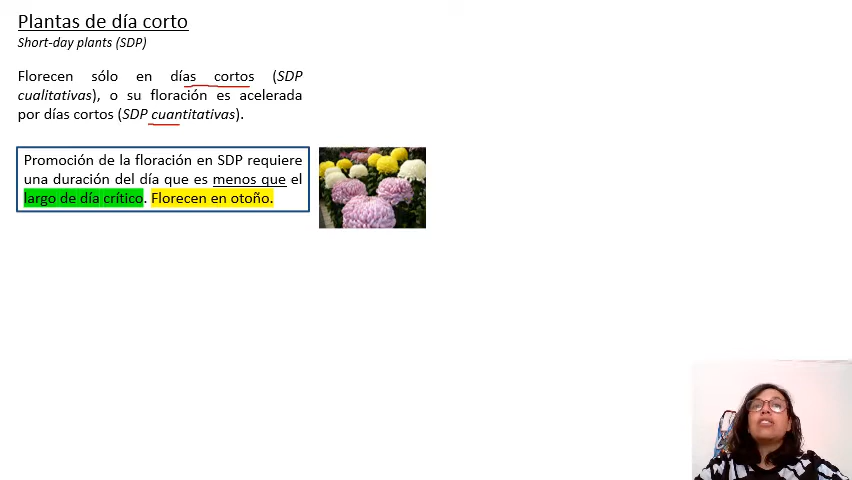 Plantas de día corto
Short-day plants (SDP)
Florecen sólo en días cortos (SDP
cualitativas), o su floración es acelerada
por días cortos (SDP cuantitativas).
Promoción de la floración en SDP requiere
una duración del día que es menos que el
largo de día crítico. Florecen en otoño.